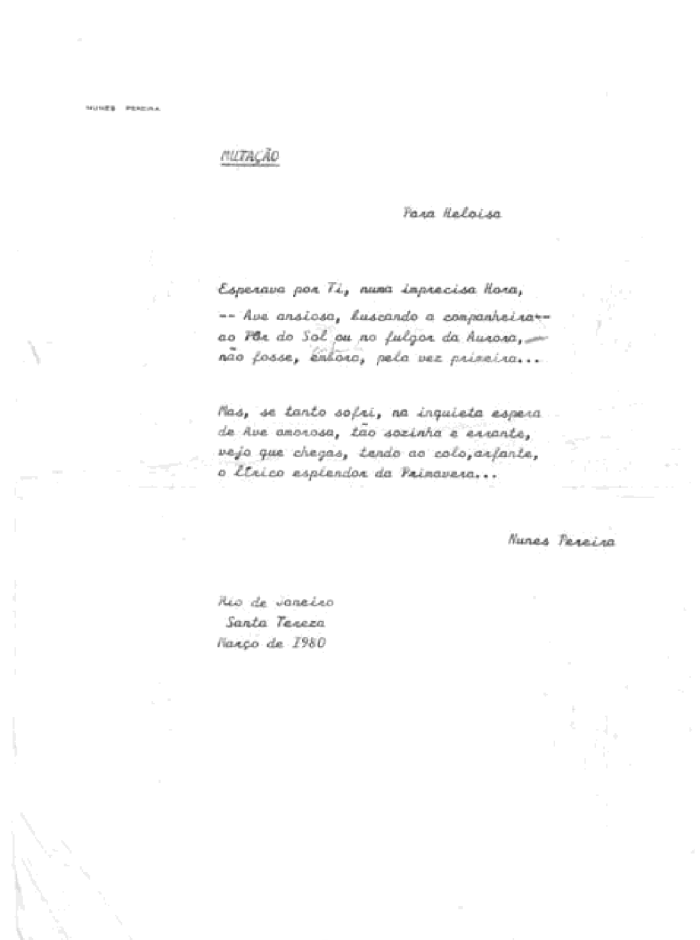 NUNES PEREIRA
MUTAÇÃO
Para Heloisa
Esperava por Ti, numa imprecisa Hora,
-- Ave ansiosa, buscando a companheira--
ao Pôr do Sol ou no fulgor da Aurora,
não fosse, embora, pela vez primeira...
Mas, se tanto sofri, na inquieta espera
de Ave amorosa, tão sozinha e errante,
vejo que chegas, tendo ao colo,arfante,
o lírico esplendor da Primavera...
Nunes Pereira
Rio de Janeiro
Santa Tereza
Março de I980